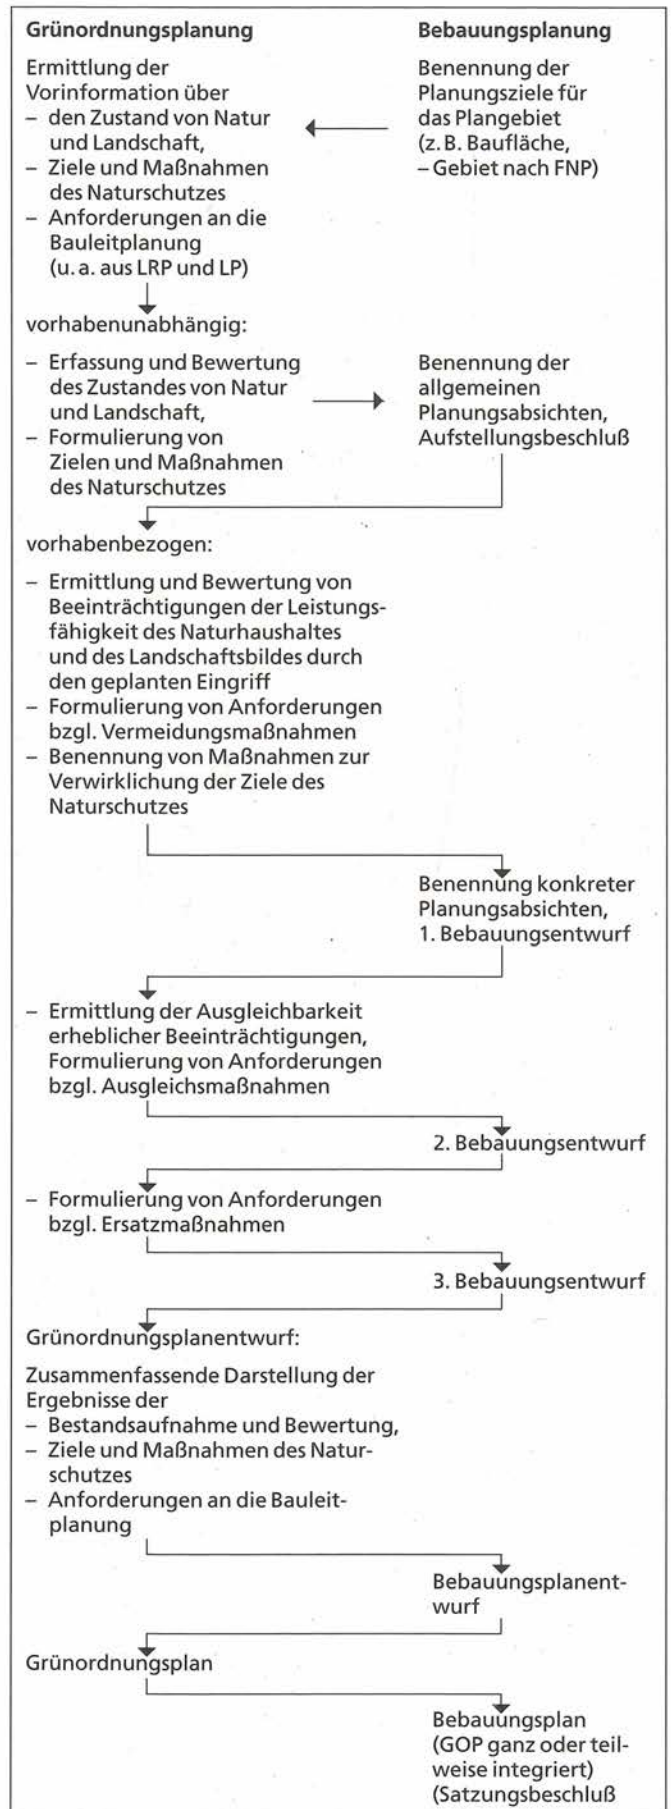 Grünordnungsplanung
Bebauungsplanung
Ermittlung der
Vorinformation über
– den Zustand von Natur
und Landschaft,
– Ziele und Maßnahmen
des Naturschutzes
– Anforderungen an die
Bauleitplanung
(u. a. aus LRP und LP)
Benennung der
Planungsziele für
das Plangebiet
(z. B. Baufläche,
– Gebiet nach FNP)
vorhabenunabhängig:
– Erfassung und Bewertung
des Zustandes von Natur
und Landschaft,
– Formulierung von
Zielen und Maßnahmen
des Naturschutzes
Benennung der
allgemeinen
Planungsabsichten,
Aufstellungsbeschluß
vorhabenbezogen:
– Ermittlung und Bewertung von
Beeinträchtigungen der Leistungs-
fähigkeit des Naturhaushaltes
und des Landschaftsbildes durch
den geplanten Eingriff
– Formulierung von Anforderungen
bzgl. Vermeidungsmaßnahmen
– Benennung von Maßnahmen zur
Verwirklichung der Ziele des
Naturschutzes
Benennung konkreter
Planungsabsichten,
1. Bebauungsentwurf
– Ermittlung der Ausgleichbarkeit
erheblicher Beeinträchtigungen,
Formulierung von Anforderungen
bzgl. Ausgleichsmaßnahmen
2. Bebauungsentwurf
– Formulierung von Anforderungen
bzgl. Ersatzmaßnahmen
3. Bebauungsentwurf
Grünordnungsplanentwurf:
Zusammenfassende Darstellung der
Ergebnisse der
– Bestandsaufnahme und Bewertung,
– Ziele und Maßnahmen des Natur-
schutzes
– Anforderungen an die Bauleit-
planung
Bebauungsplanent-
wurf
Grünordnungsplan
Bebauungsplan
(GOP ganz oder teil-
weise integriert)
(Satzungsbeschluß